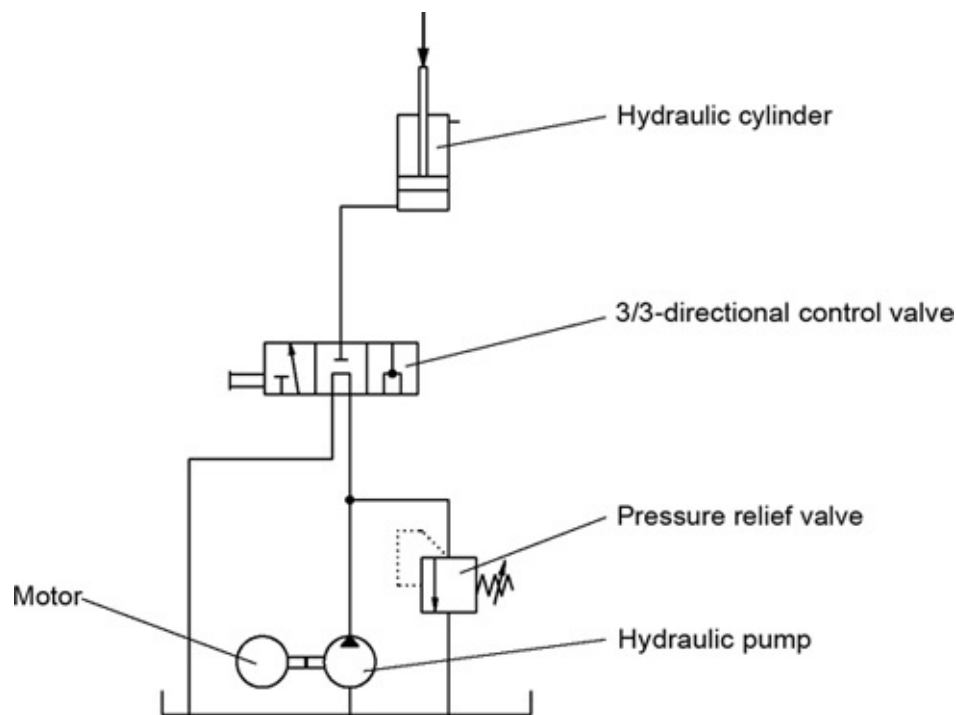 Hydraulic cylinder
3/3-directional control valve
Pressure relief valve
Motor
Hydraulic pump